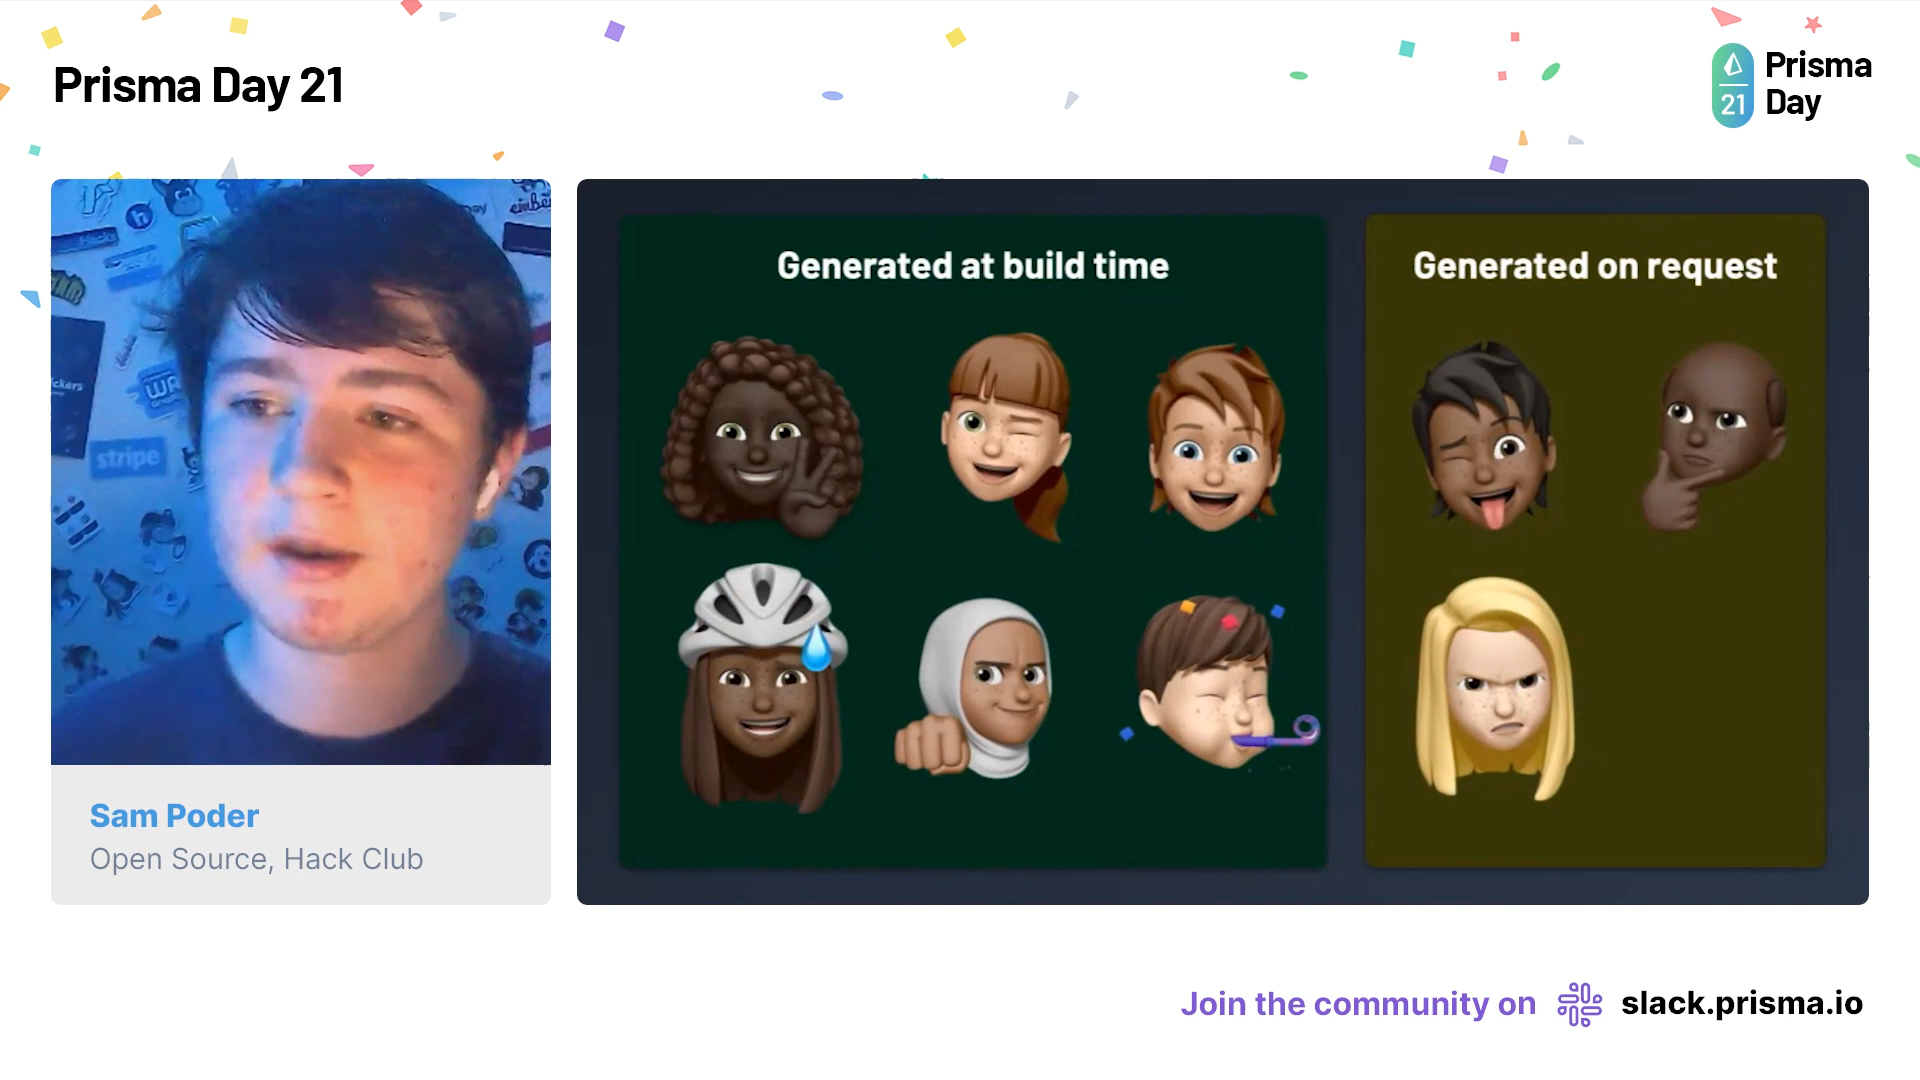 Prisma Day 21
Prisma
Day
21
stripe
Generated at build time
Generated on request
Sam Poder
Open Source, Hack Club
Join the community on slack.prisma.io